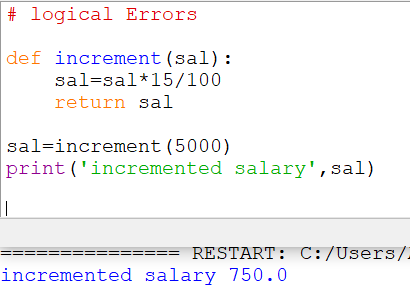 # logical Errors
def increment(sal):
    sal=sal*15/100
    return sal
sal=increment(5000)
print('incremented salary',sal)
=============== RESTART: C:/Users/
incremented salary 750.0